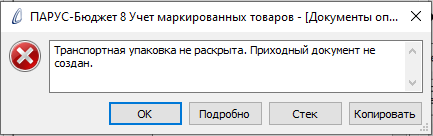 ПАРУС-Бюджет 8 Учет маркированных товаров - [Документы оп...
Транспортная упаковка не раскрыта. Приходный документ не
создан.
ОК
Подробно
Стек
Копировать